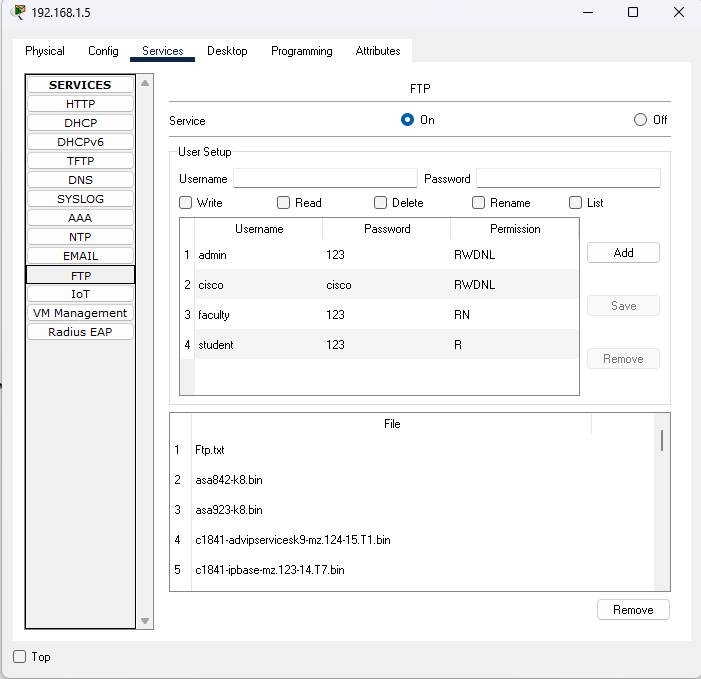 192.168.1.5
Physical Config Services Desktop Programming Attributes
SERVICES
HTTP
DHCP
DHCPv6
TFTP
DNS
SYSLOG
AAA
NTP
EMAIL
FTP
IoT
VM Management
Radius EAP
FTP
Service On Off
User Setup
Username Password
Write Read Delete Rename List
Username Password Permission
1 admin 123 RWDNL
2 cisco cisco RWDNL
3 faculty 123 RN
4 student 123 R
Add
Save
Remove
File
1 Ftp.txt
2 asa842-k8.bin
3 asa923-k8.bin
4 c1841-advipservicesk9-mz.124-15.T1.bin
5 c1841-ipbase-mz.123-14.T7.bin
Remove
Top